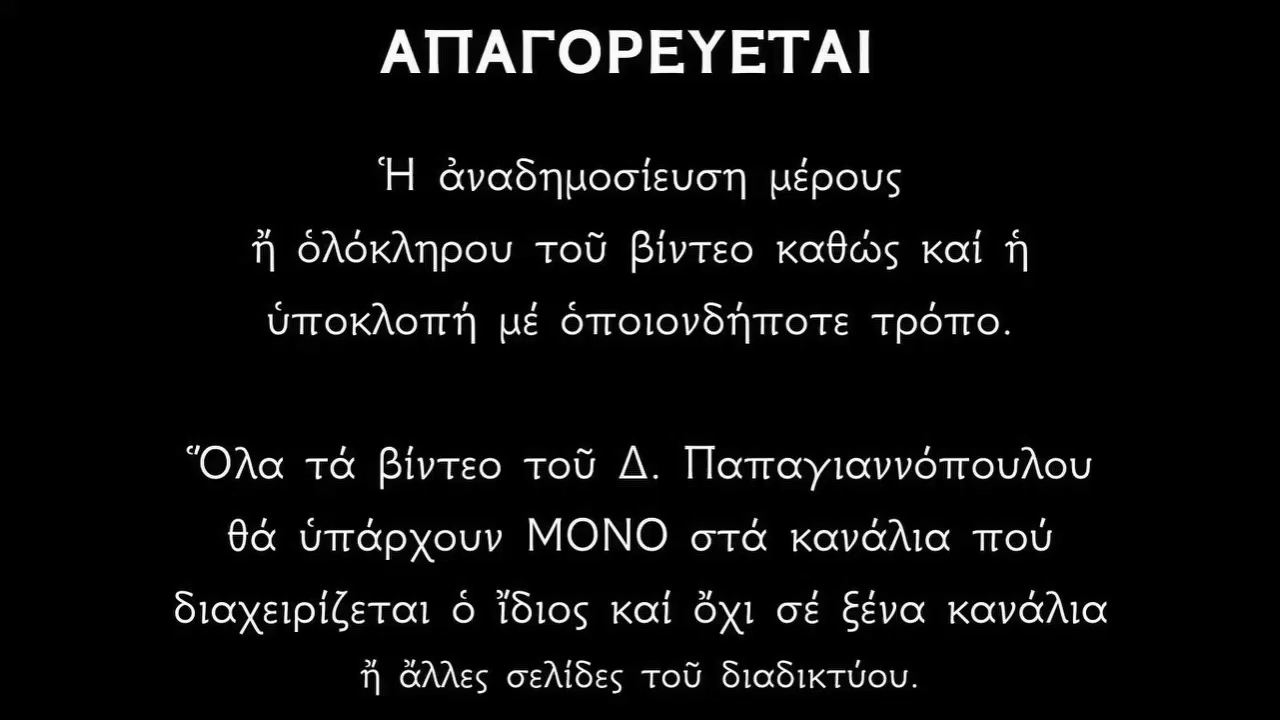 ΑΠΑΓΟΡΕΥΕΤΑΙ
Ἡ ἀναδημοσίευση μέρους
ἤ ὁλόκληρου τοῦ βίντεο καθώς καί ἡ
ὑποκλοπή μέ ὁποιονδήποτε τρόπο.
Ὅλα τά βίντεο τοῦ Δ. Παπαγιαννόπουλου
θά ὑπάρχουν ΜΟΝΟ στά κανάλια πού
διαχειρίζεται ὁ ἴδιος καί ὄχι σέ ξένα κανάλια
ἤ ἄλλες σελίδες τοῦ διαδικτύου.